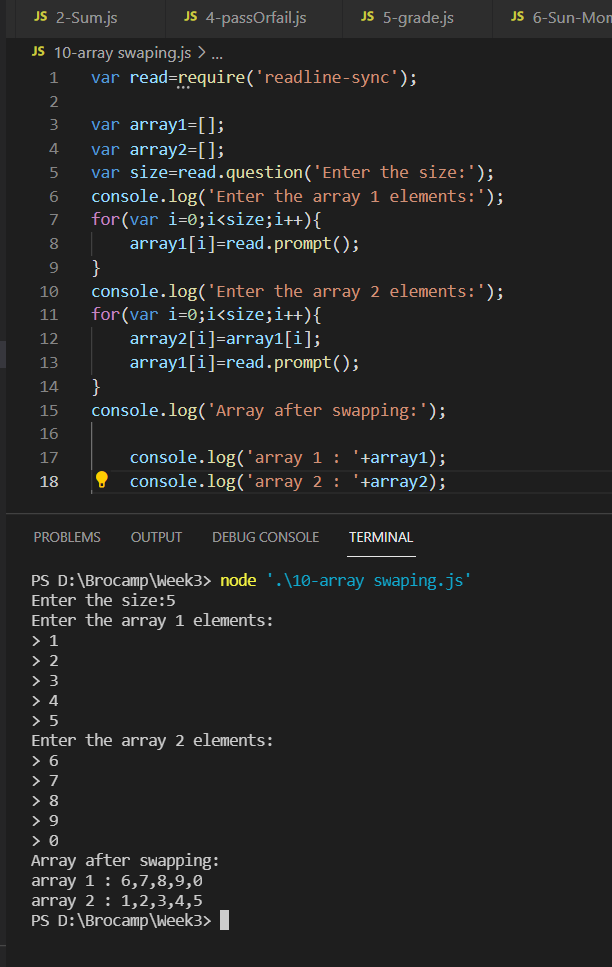 JS 2-Sum.js JS 4-passOrfail.js JS 5-grade.js JS 6-Sun-Mon
JS 10-array swaping.js > ...
1 var read=require('readline-sync');
2
3 var array1=[];
4 var array2=[];
5 var size=read.question('Enter the size:');
6 console.log('Enter the array 1 elements:');
7 for(var i=0;i<size;i++){
8 array1[i]=read.prompt();
9 }
10 console.log('Enter the array 2 elements:');
11 for(var i=0;i<size;i++){
12 array2[i]=array1[i];
13 array1[i]=read.prompt();
14 }
15 console.log('Array after swapping:');
16
17 console.log('array 1 : '+array1);
18 console.log('array 2 : '+array2);
PROBLEMS OUTPUT DEBUG CONSOLE TERMINAL
PS D:\Brocamp\Week3> node '.\10-array swaping.js'
Enter the size:5
Enter the array 1 elements:
> 1
> 2
> 3
> 4
> 5
Enter the array 2 elements:
> 6
> 7
> 8
> 9
> 0
Array after swapping:
array 1 : 6,7,8,9,0
array 2 : 1,2,3,4,5
PS D:\Brocamp\Week3>